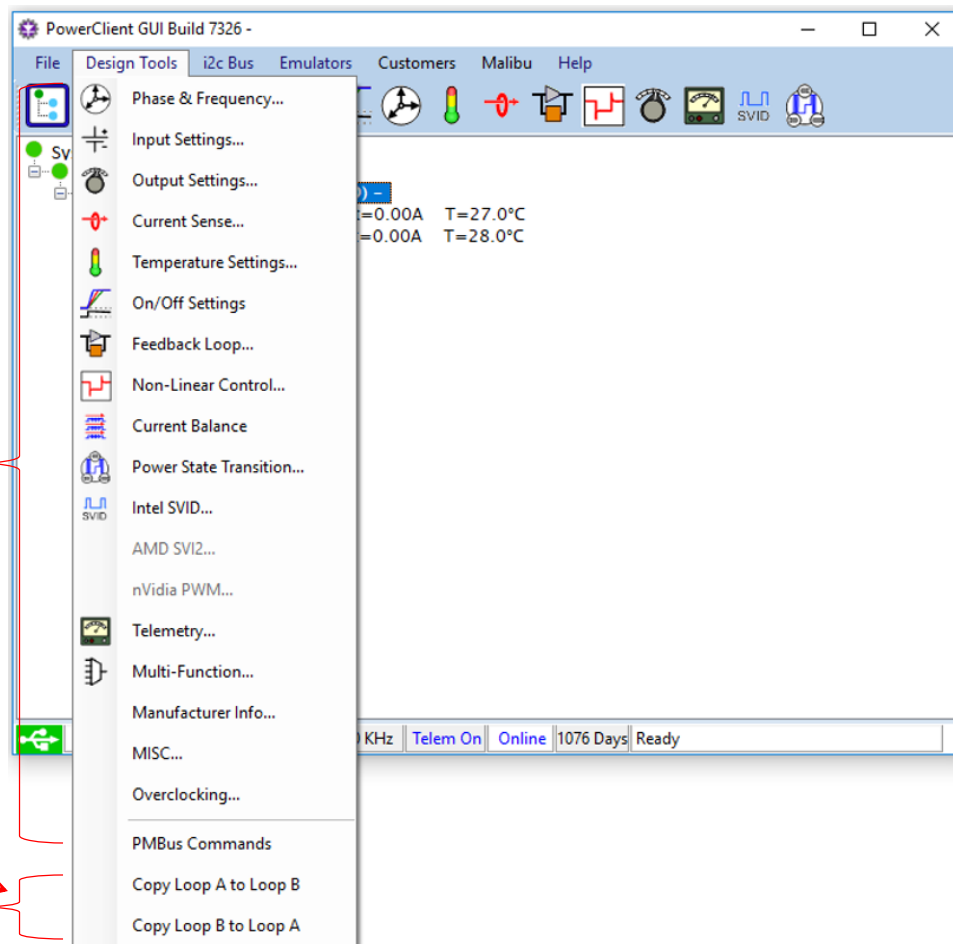 PowerClient GUI Build 7326 -
File Design Tools i2c Bus Emulators Customers Malibu Help
SVID
Phase & Frequency...
Input Settings...
Output Settings...
Current Sense...
Temperature Settings...
On/Off Settings
Feedback Loop...
Non-Linear Control...
Current Balance
Power State Transition...
SVID Intel SVID...
AMD SVI2...
nVidia PWM...
Telemetry...
Multi-Function...
Manufacturer Info...
MISC...
Overclocking...
PMBus Commands
Copy Loop A to Loop B
Copy Loop B to Loop A
) –
=0.00A T=27.0°C
=0.00A T=28.0°C
KHz Telem On Online 1076 Days Ready